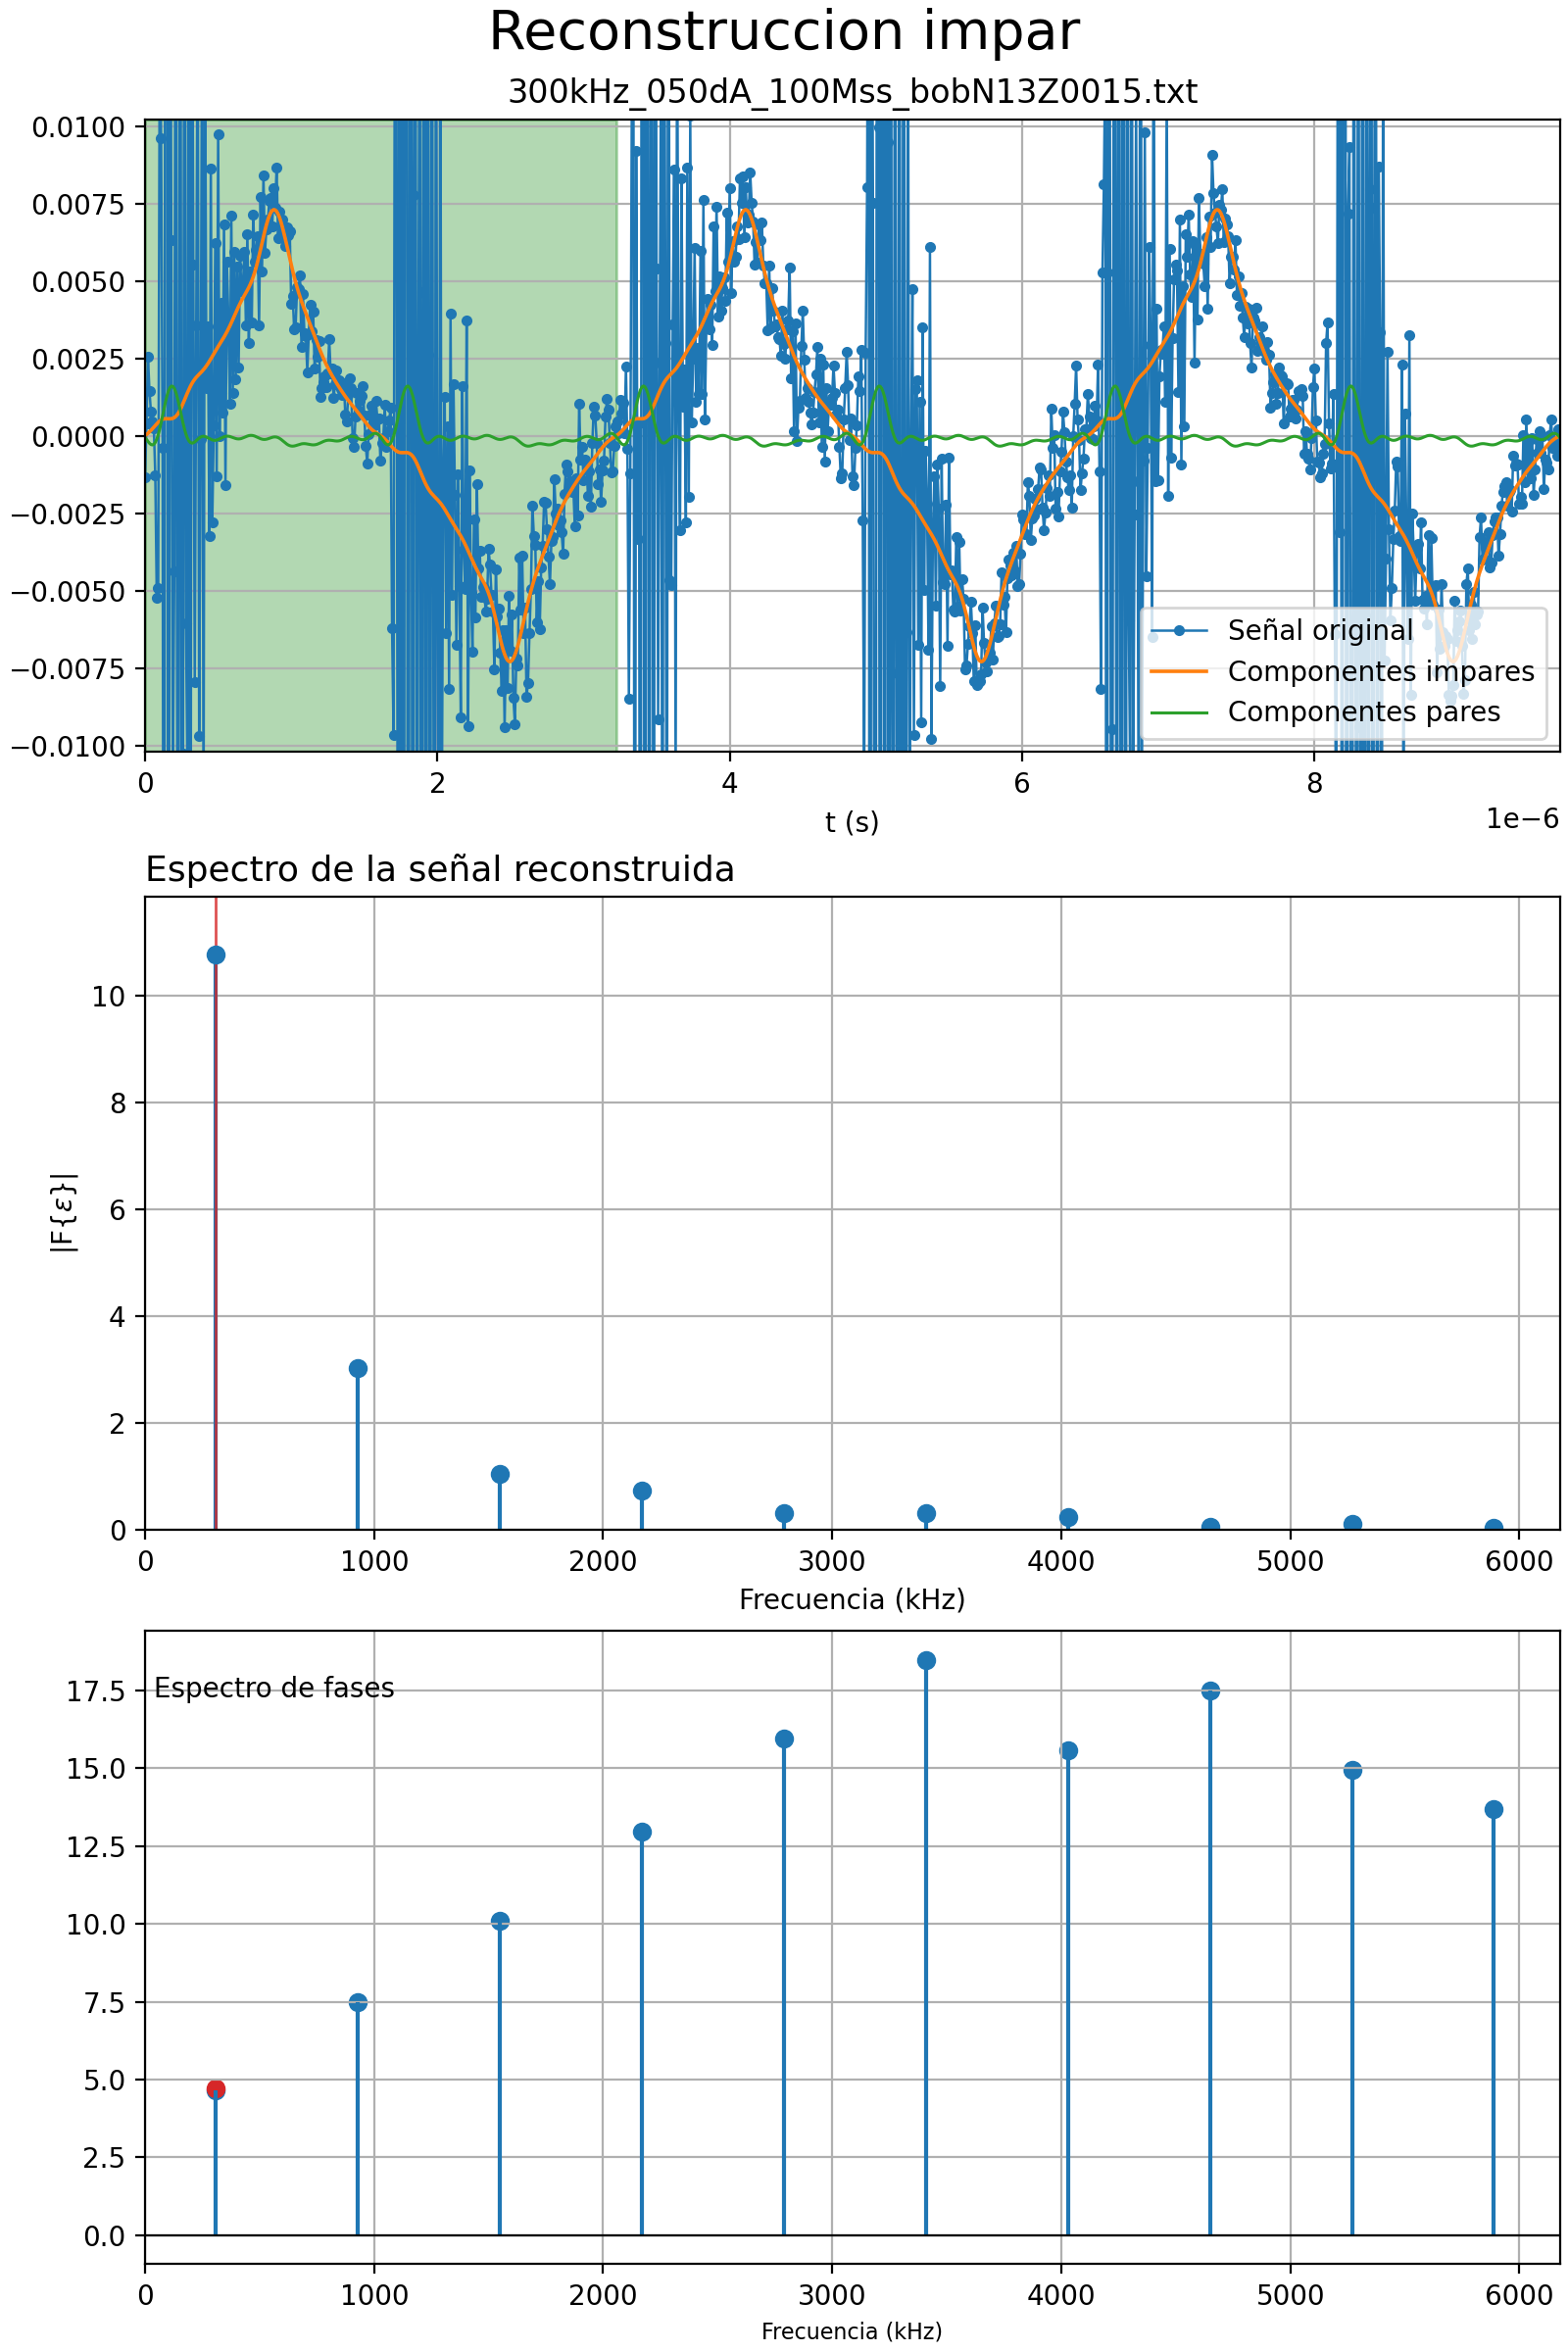 Reconstruccion impar
300kHz_050dA_100Mss_bobN13Z0015.txt
0.0100
0.0075
0.0050
0.0025
0.0000
−0.0025
−0.0050
−0.0075
−0.0100
Señal original
Componentes impares
Componentes pares
0 2 4 6 8
t (s)
1e−6
Espectro de la señal reconstruida
10
8
6
4
2
0
|F{ε}|
0 1000 2000 3000 4000 5000 6000
Frecuencia (kHz)
Espectro de fases
17.5
15.0
12.5
10.0
7.5
5.0
2.5
0.0
0 1000 2000 3000 4000 5000 6000
Frecuencia (kHz)